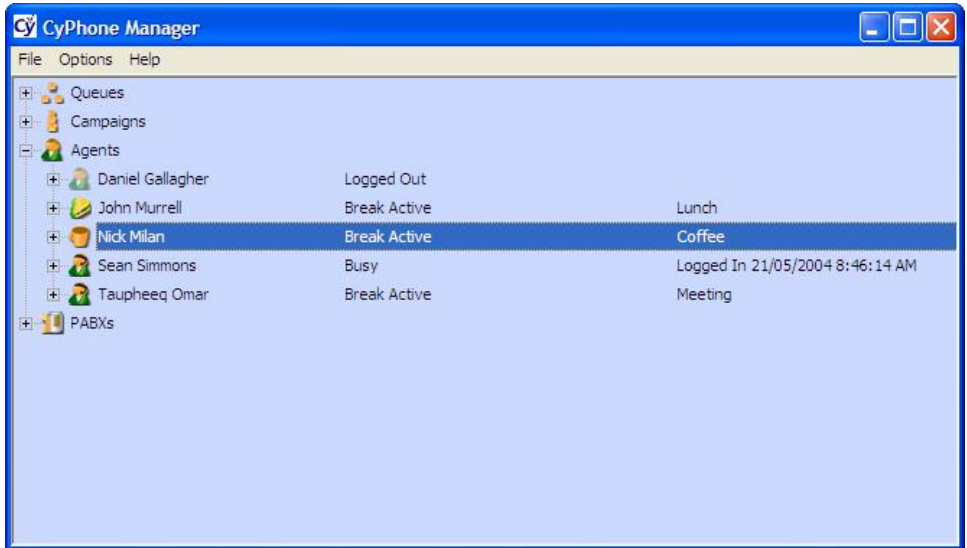 Cy CyPhone Manager
File Options Help
Queues
Campaigns
Agents
Daniel Gallagher Logged Out
John Murrell Break Active Lunch
Nick Milan Break Active Coffee
Sean Simmons Busy Logged In 21/05/2004 8:46:14 AM
Taupheeq Omar Break Active Meeting
PABXs